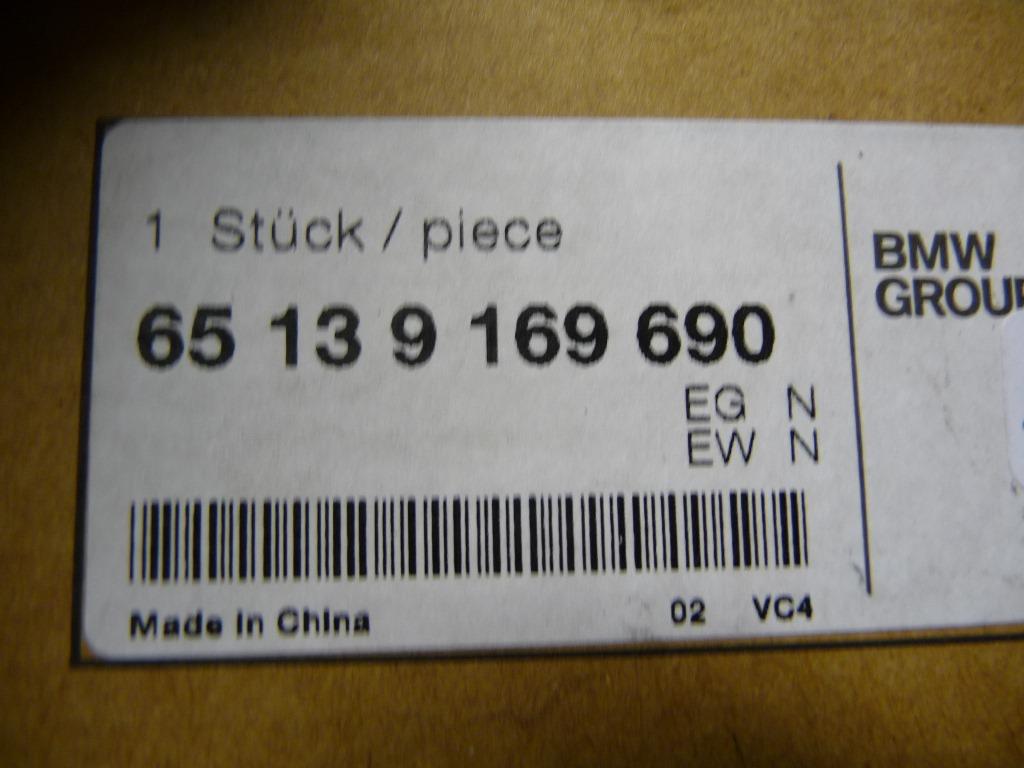 1 Stück / piece
65 13 9 169 690
EG N
EW N
Made in China 02 VC4
BMW
GROUP